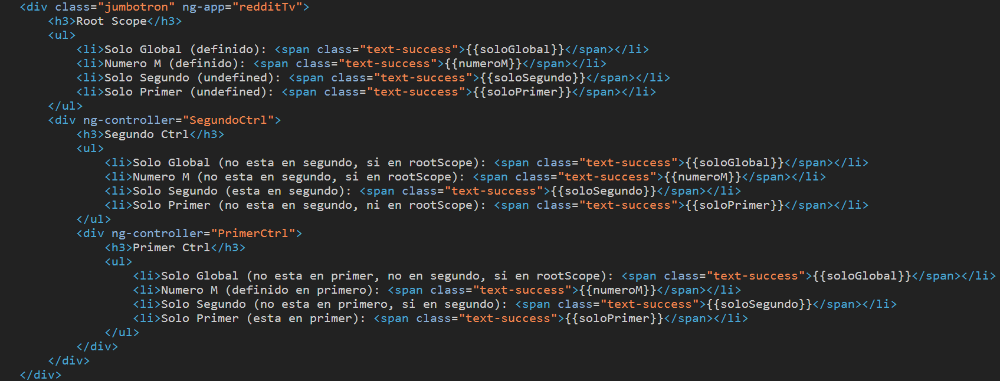 <div class="jumbotron" ng-app="redditTv">
    <h3>Root Scope</h3>
    <ul>
        <li>Solo Global (definido): <span class="text-success">{{soloGlobal}}</span></li>
        <li>Numero M (definido): <span class="text-success">{{numeroM}}</span></li>
        <li>Solo Segundo (undefined): <span class="text-success">{{soloSegundo}}</span></li>
        <li>Solo Primer (undefined): <span class="text-success">{{soloPrimer}}</span></li>
    </ul>
    <div ng-controller="SegundoCtrl">
        <h3>Segundo Ctrl</h3>
        <ul>
            <li>Solo Global (no esta en segundo, si en rootScope): <span class="text-success">{{soloGlobal}}</span></li>
            <li>Numero M (no esta en segundo, si en rootScope): <span class="text-success">{{numeroM}}</span></li>
            <li>Solo Segundo (esta en segundo): <span class="text-success">{{soloSegundo}}</span></li>
            <li>Solo Primer (no esta en segundo, ni en rootScope): <span class="text-success">{{soloPrimer}}</span></li>
        </ul>
        <div ng-controller="PrimerCtrl">
            <h3>Primer Ctrl</h3>
            <ul>
                <li>Solo Global (no esta en primer, no en segundo, si en rootScope): <span class="text-success">{{soloGlobal}}</span></li>
                <li>Numero M (definido en primero): <span class="text-success">{{numeroM}}</span></li>
                <li>Solo Segundo (no esta en primero, si en segundo): <span class="text-success">{{soloSegundo}}</span></li>
                <li>Solo Primer (esta en primer): <span class="text-success">{{soloPrimer}}</span></li>
            </ul>
        </div>
    </div>
</div>